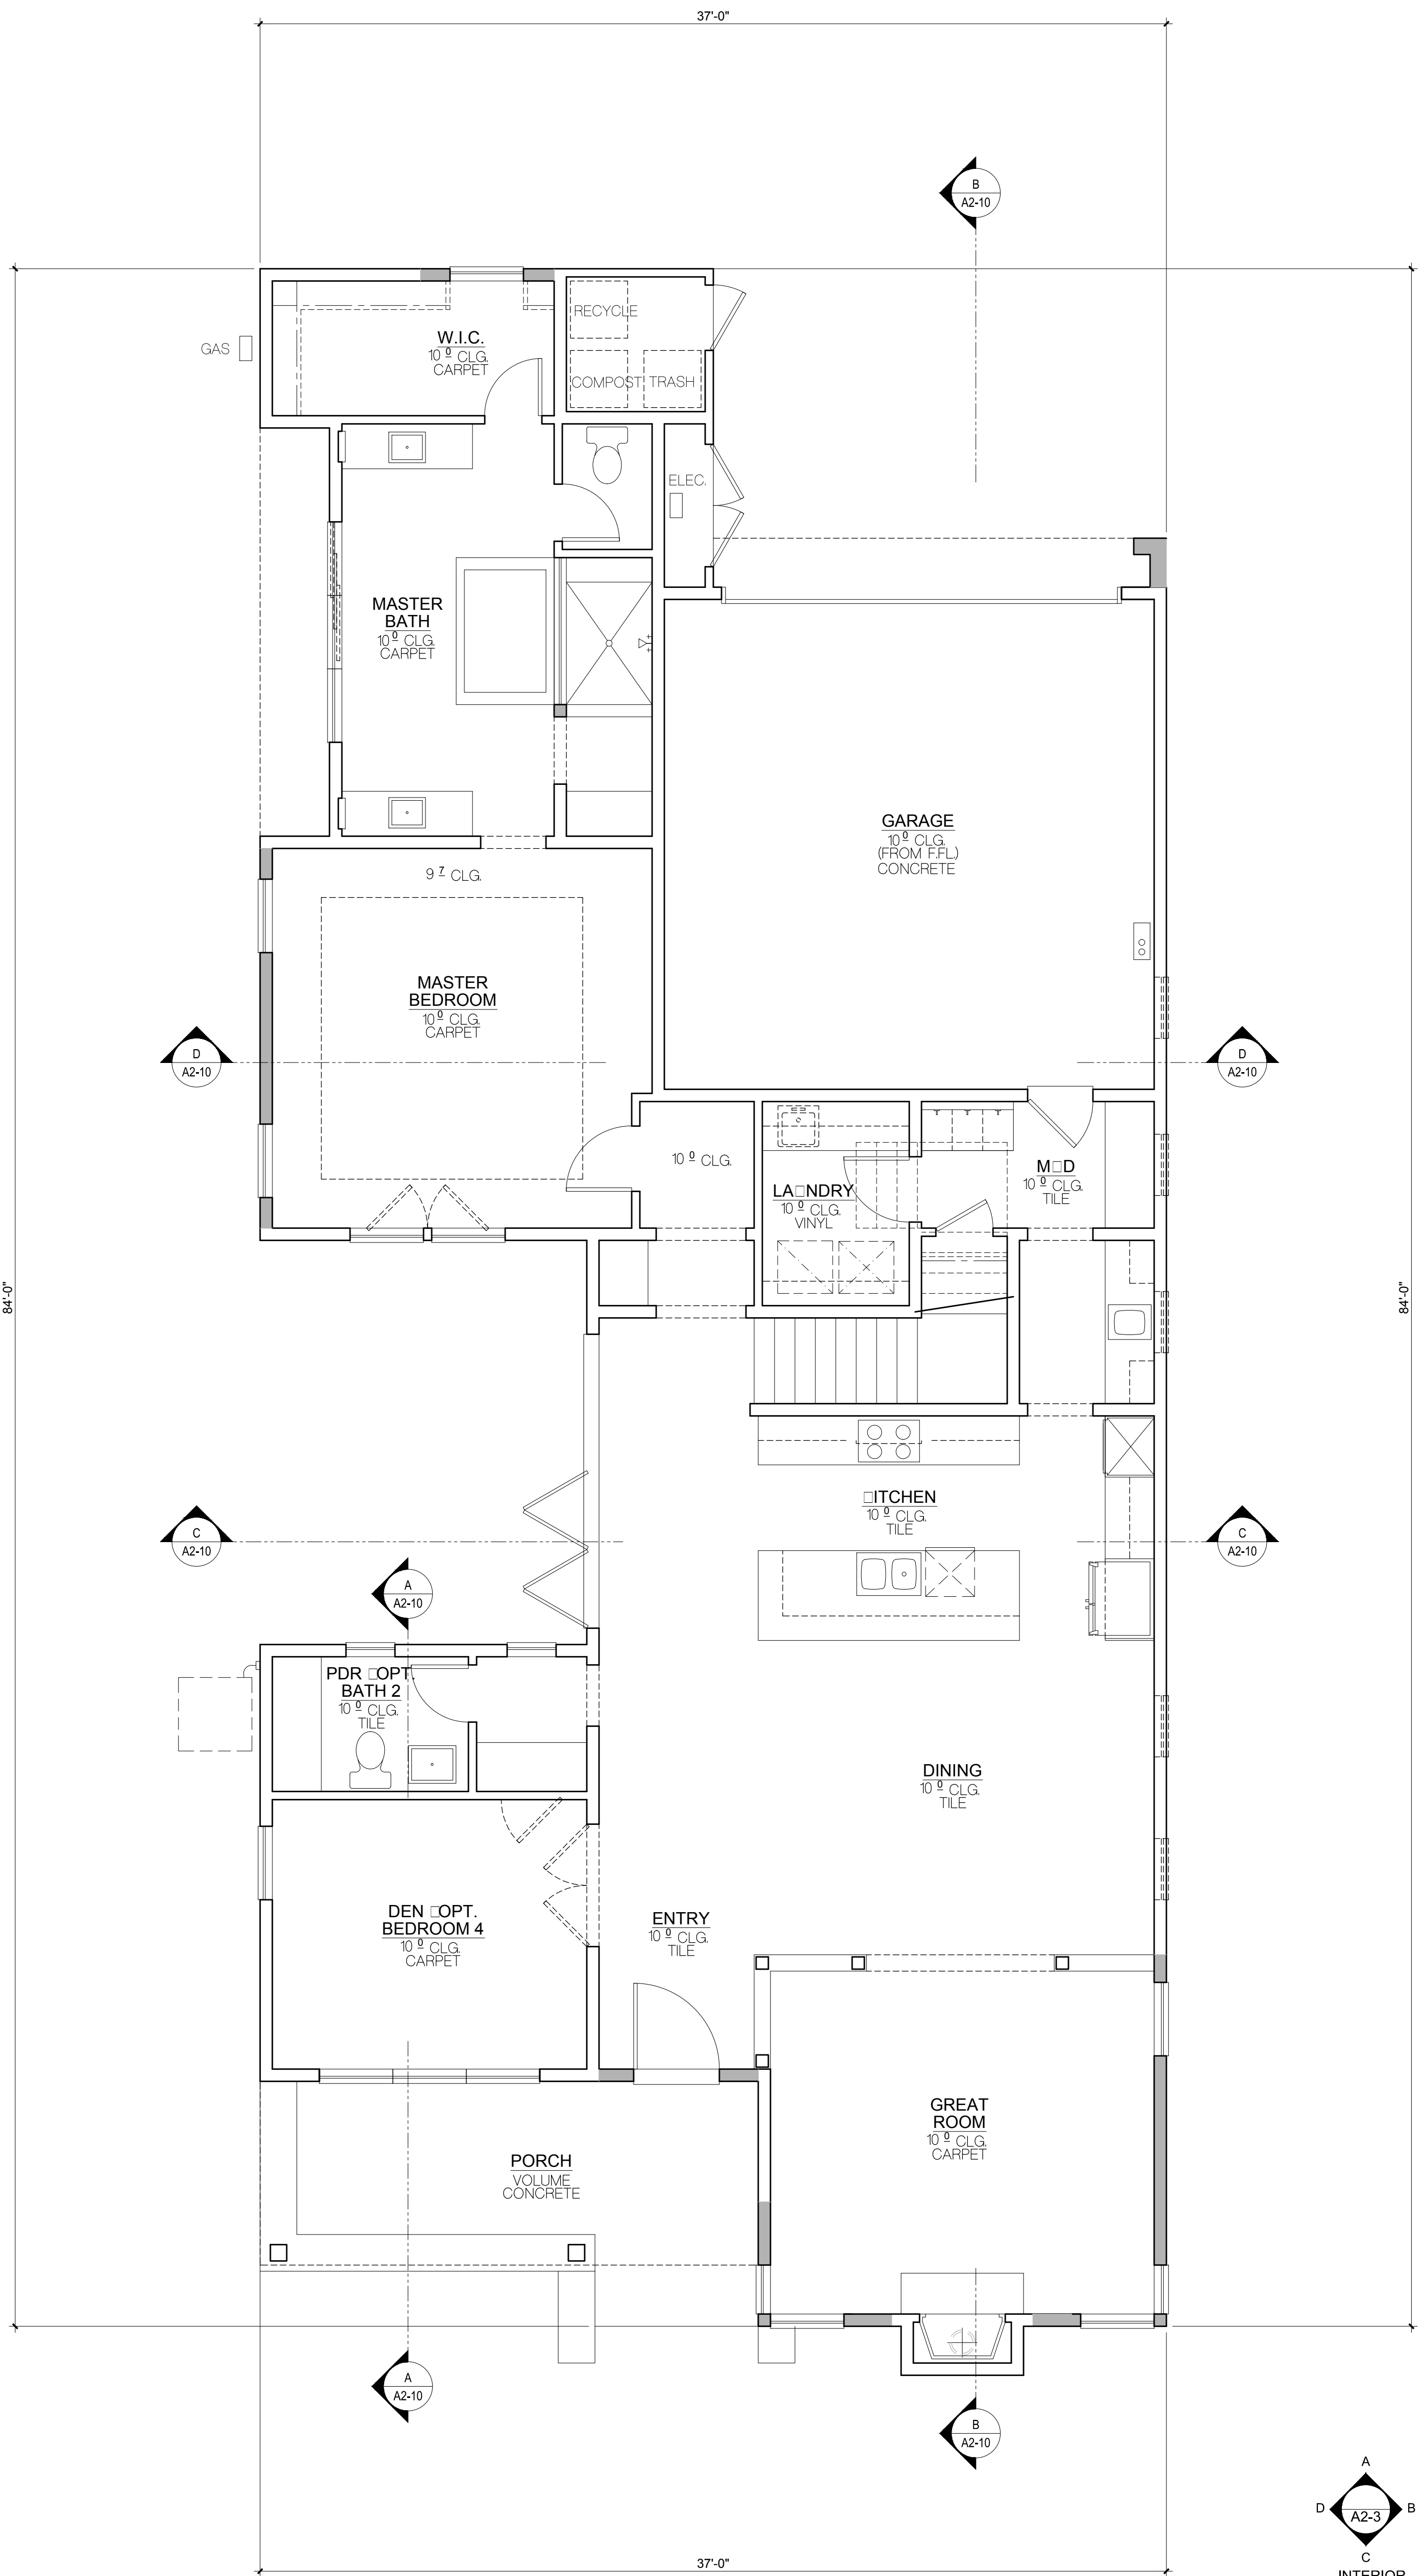 37'-0"
B
A2-10
W.I.C.
10 0 CLG.
CARPET
GAS
RECYCLE
COMPOST TRASH
ELEC.
MASTER
BATH
10 0 CLG.
CARPET
GARAGE
10 0 CLG.
(FROM F.FL.)
CONCRETE
9 7 CLG.
MASTER
BEDROOM
10 0 CLG.
CARPET
D
A2-10
D
A2-10
10 0 CLG.
LA□NDRY
10 0 CLG.
VINYL
M□D
10 0 CLG.
TILE
84'-0"
84'-0"
□ITCHEN
10 0 CLG.
TILE
C
A2-10
C
A2-10
A
A2-10
PDR □OPT.
BATH 2
10 0 CLG.
TILE
DINING
10 0 CLG.
TILE
DEN □OPT.
BEDROOM 4
10 0 CLG.
CARPET
ENTRY
10 0 CLG.
TILE
GREAT
ROOM
10 0 CLG.
CARPET
PORCH
VOLUME
CONCRETE
A
A2-10
B
A2-10
A
D A2-3 B
C
INTERIOR
37'-0"